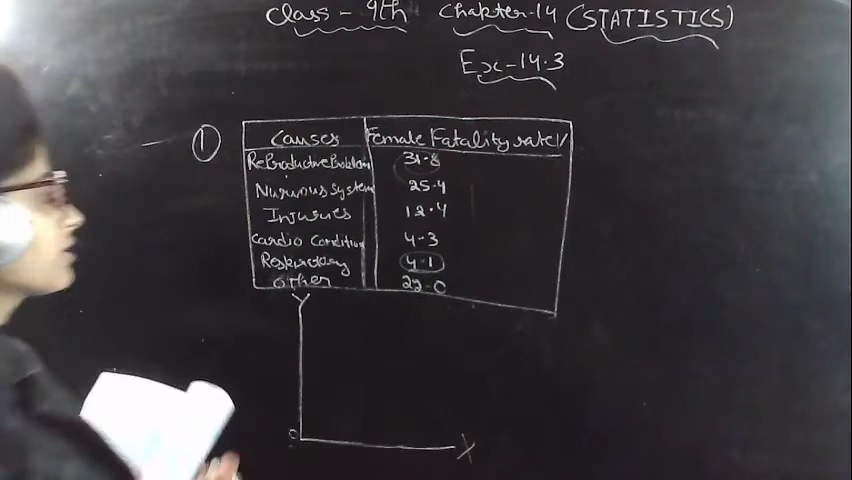 Class - 9th Chapter-14 (STATISTICS)
Ex-14.3
1 Causes Female Fatality rate %
Reproductive Problem 31.8
Nurvous System 25.4
Injuries 12.4
Cardio Condition 4.3
Respiratory 4.1
Other 22.0
Y
O X